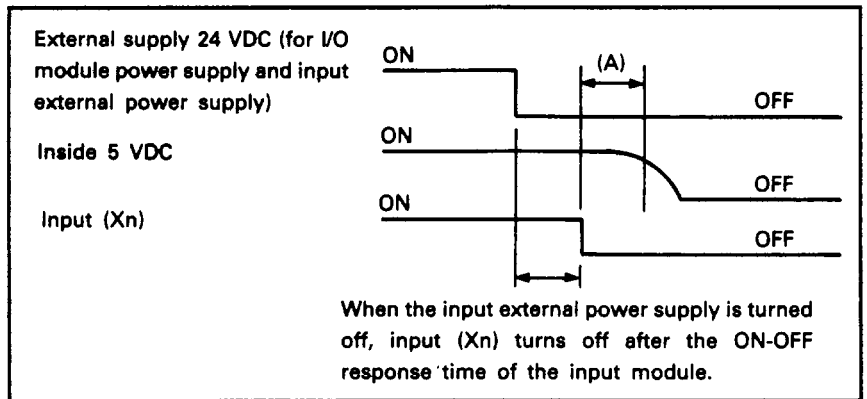 External supply 24 VDC (for I/O
module power supply and input
external power supply)
ON
(A)
OFF
Inside 5 VDC
ON
OFF
Input (Xn)
ON
OFF
When the input external power supply is turned
off, input (Xn) turns off after the ON-OFF
response time of the input module.